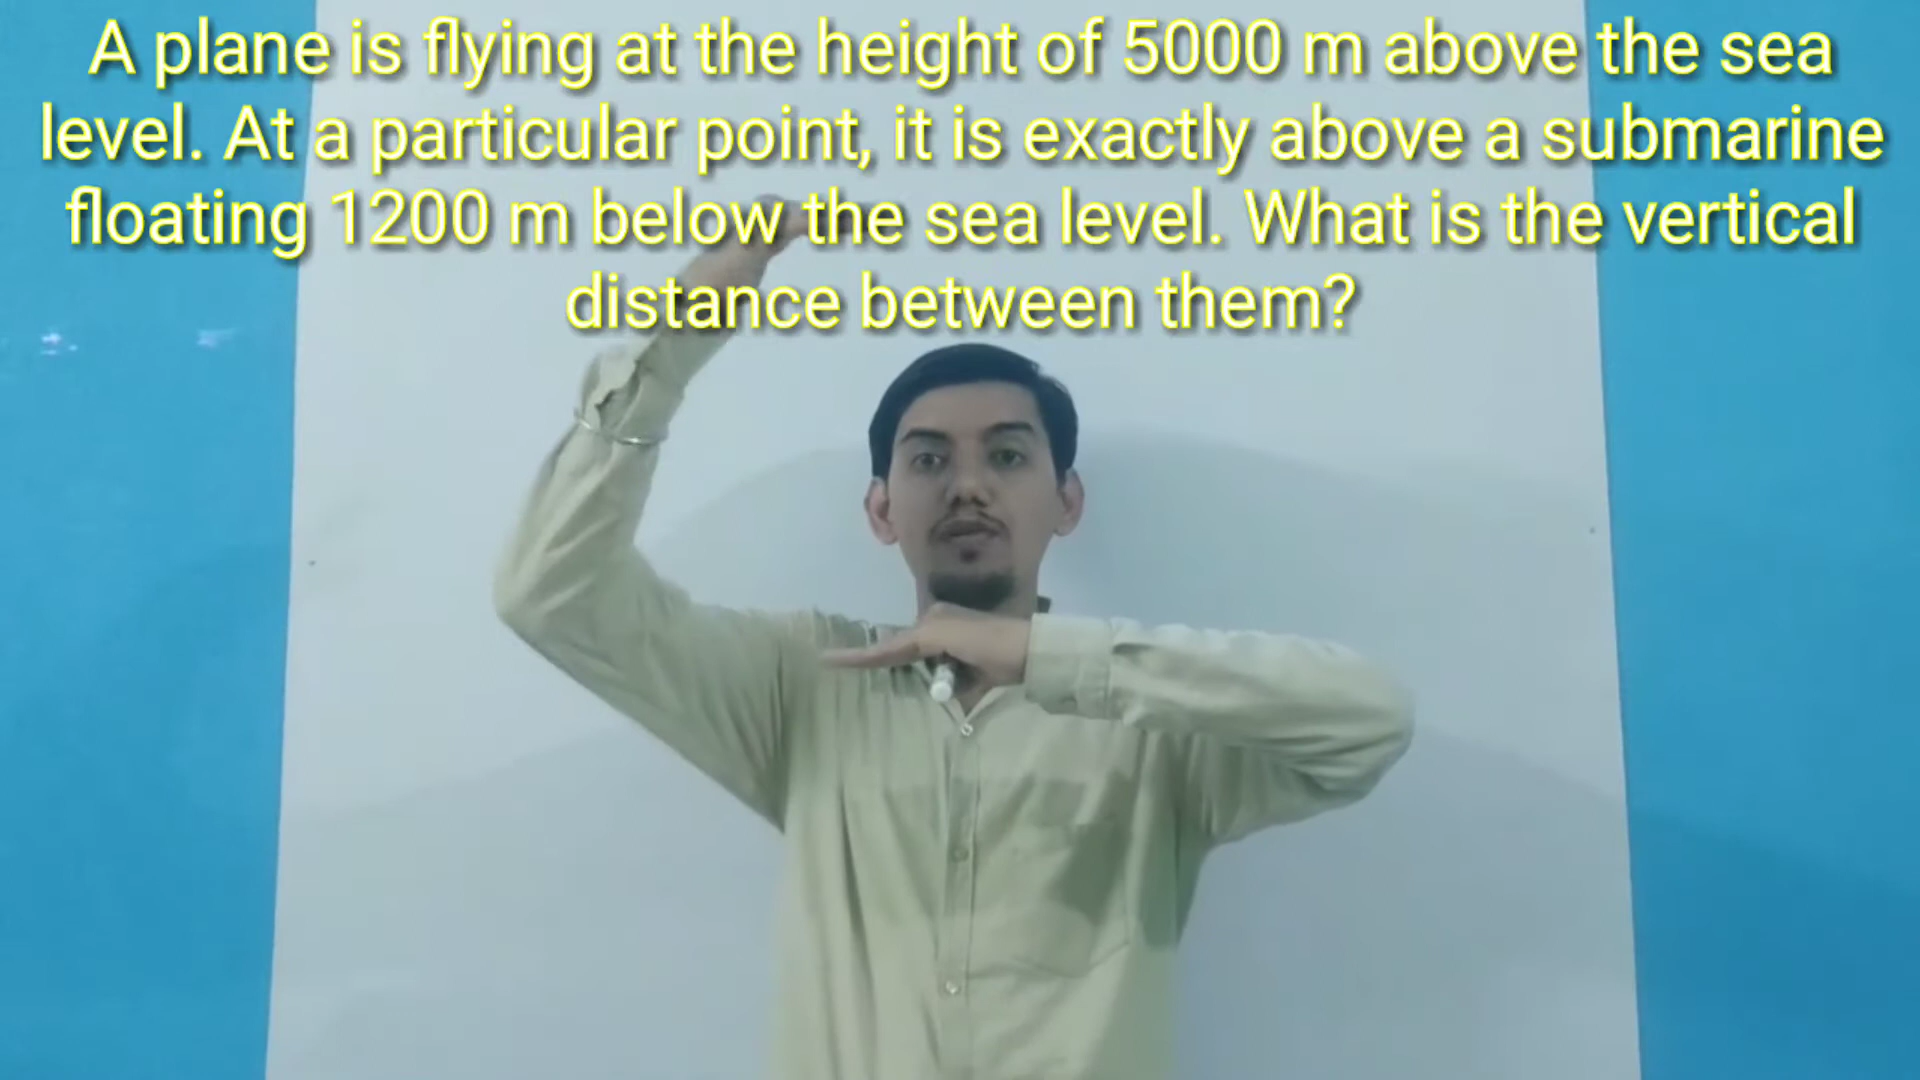 A plane is flying at the height of 5000 m above the sea
level. At a particular point, it is exactly above a submarine
floating 1200 m below the sea level. What is the vertical
distance between them?